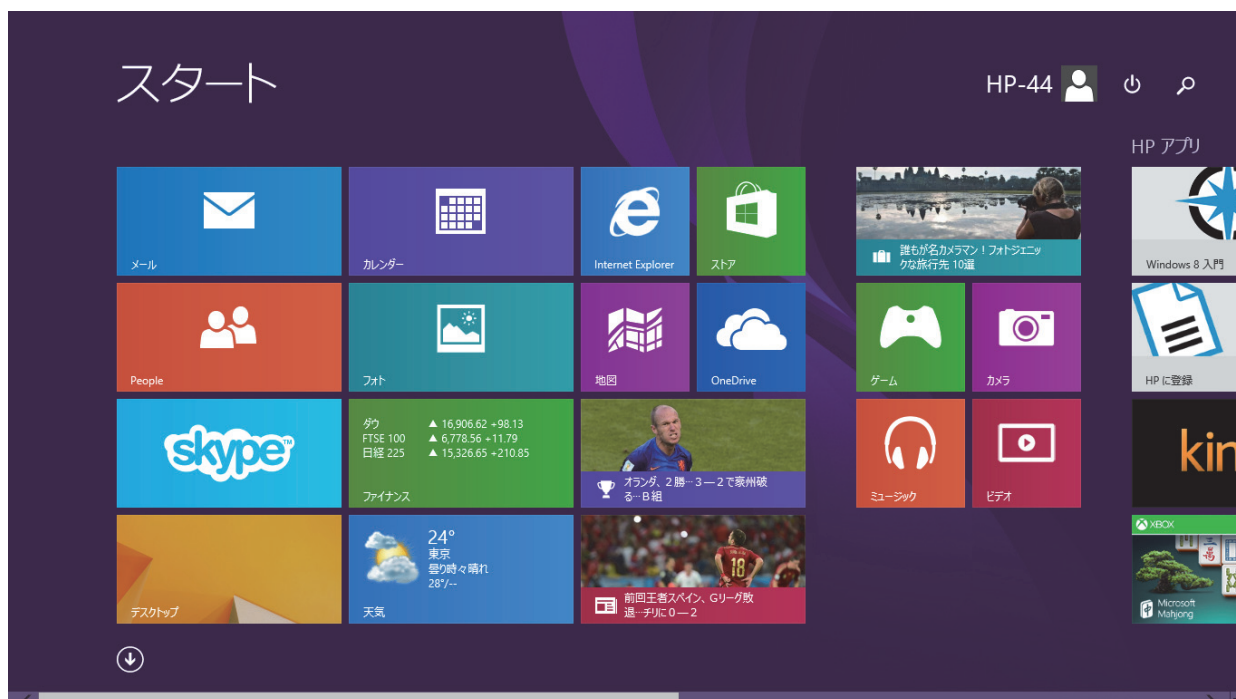 スタート
HP-44
HP アプリ
メール
カレンダー
Internet Explorer
ストア
誰もが名カメラマン！フォトジェニッ
クな旅行先 10選
Windows 8 入門
People
フォト
地図
OneDrive
ゲーム
カメラ
HP に登録
skype™
ダウ ▲ 16,906.62 +98.13
FTSE 100 ▲ 6,778.56 +11.79
日経 225 ▲ 15,326.65 +210.85
ファイナンス
オランダ、2勝…3―2で豪州破
る…B組
ミュージック
ビデオ
kin
デスクトップ
24°
東京
曇り時々晴れ
28°/--
天気
18
前回王者スペイン、Gリーグ敗
退…チリに0―2
XBOX
Microsoft
Mahjong